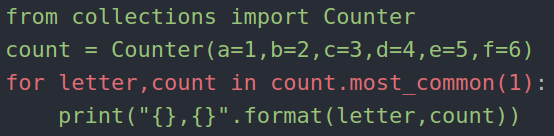 from collections import Counter
count = Counter(a=1,b=2,c=3,d=4,e=5,f=6)
for letter,count in count.most_common(1):
    print("{},{}".format(letter,count))